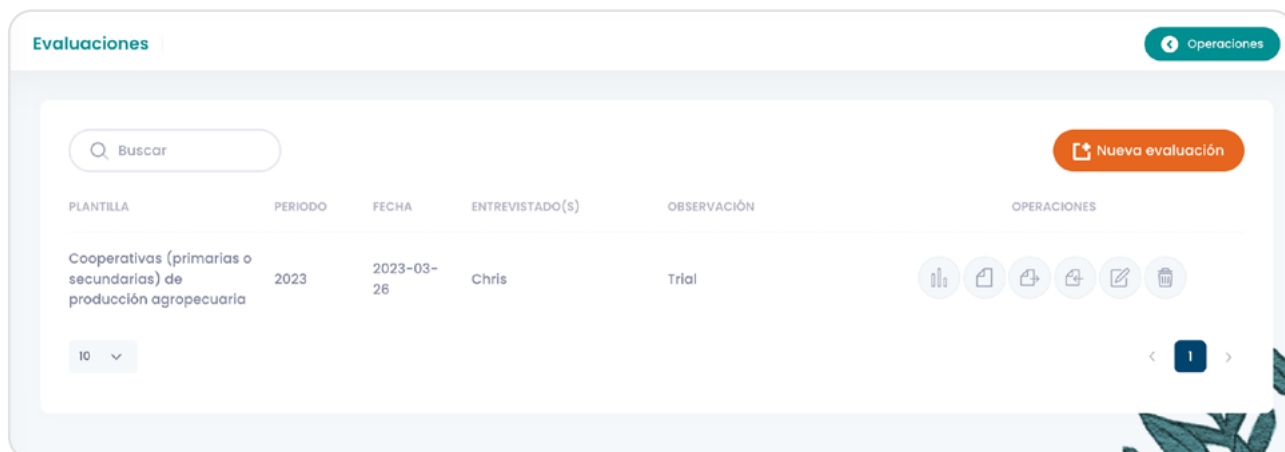 Evaluaciones
Operaciones
Buscar
Nueva evaluación
PLANTILLA PERIODO FECHA ENTREVISTADO(S) OBSERVACIÓN OPERACIONES
Cooperativas (primarias o
secundarias) de
producción agropecuaria
2023
2023-03-
26
Chris
Trial
10
1